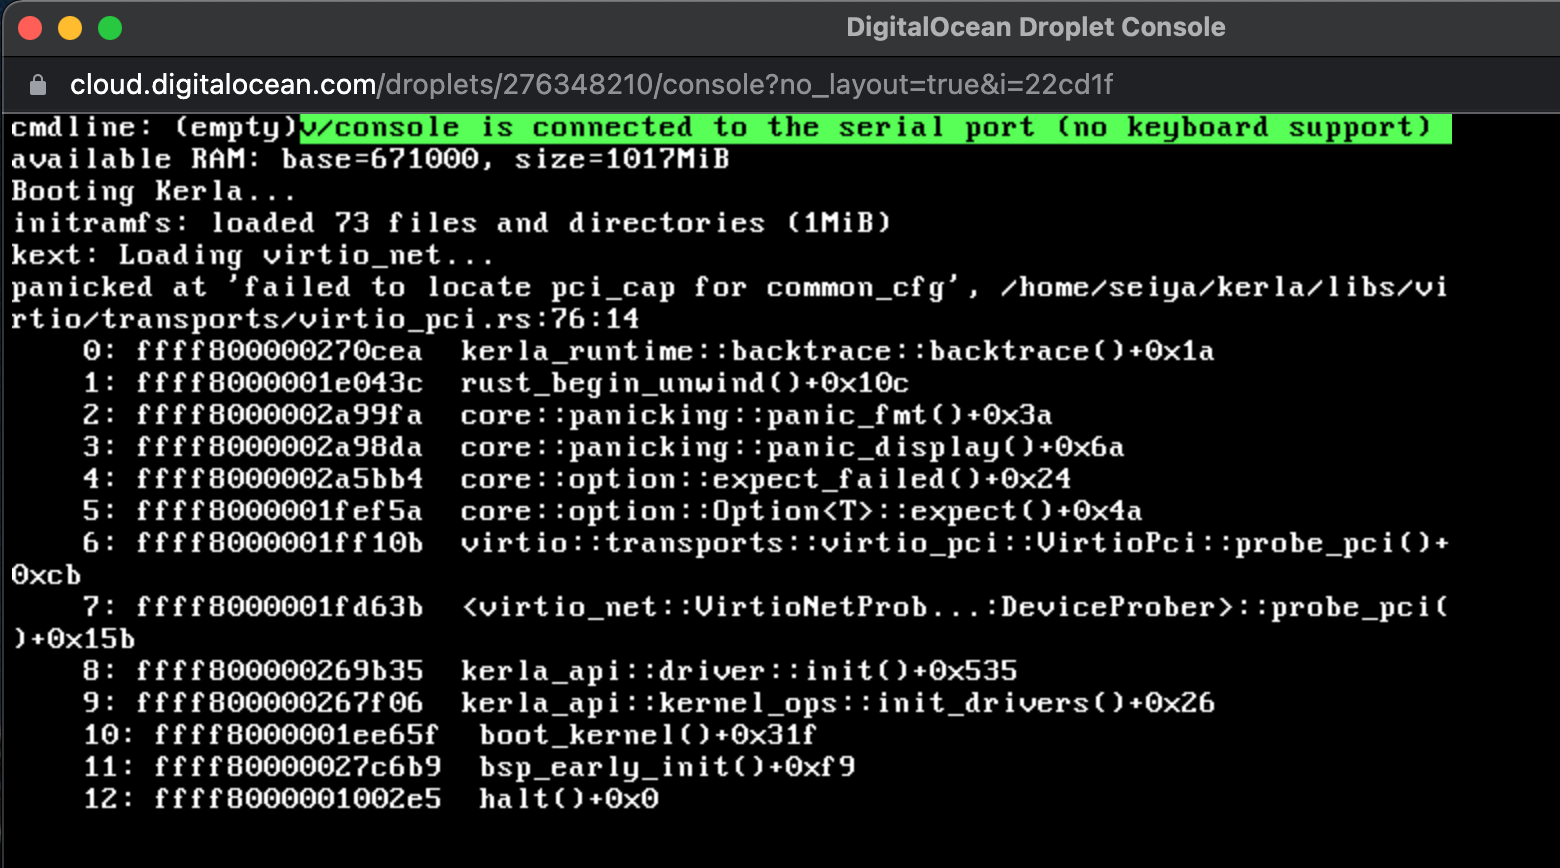 DigitalOcean Droplet Console
cloud.digitalocean.com/droplets/276348210/console?no_layout=true&i=22cd1f
cmdline: (empty)v/console is connected to the serial port (no keyboard support)
available RAM: base=671000, size=1017MiB
Booting Kerla...
initramfs: loaded 73 files and directories (1MiB)
kext: Loading virtio_net...
panicked at 'failed to locate pci_cap for common_cfg', /home/seiya/kerla/libs/vi
rtio/transports/virtio_pci.rs:76:14
0: ffff800000270cea kerla_runtime::backtrace::backtrace()+0x1a
1: ffff8000001e043c rust_begin_unwind()+0x10c
2: ffff8000002a99fa core::panicking::panic_fmt()+0x3a
3: ffff8000002a98da core::panicking::panic_display()+0x6a
4: ffff8000002a5bb4 core::option::expect_failed()+0x24
5: ffff8000001fef5a core::option::Option<T>::expect()+0x4a
6: ffff8000001ff10b virtio::transports::virtio_pci::VirtioPci::probe_pci()+
0xcb
7: ffff8000001fd63b <virtio_net::VirtioNetProb...:DeviceProber>::probe_pci(
)+0x15b
8: ffff800000269b35 kerla_api::driver::init()+0x535
9: ffff800000267f06 kerla_api::kernel_ops::init_drivers()+0x26
10: ffff8000001ee65f boot_kernel()+0x31f
11: ffff80000027c6b9 bsp_early_init()+0xf9
12: ffff8000001002e5 halt()+0x0